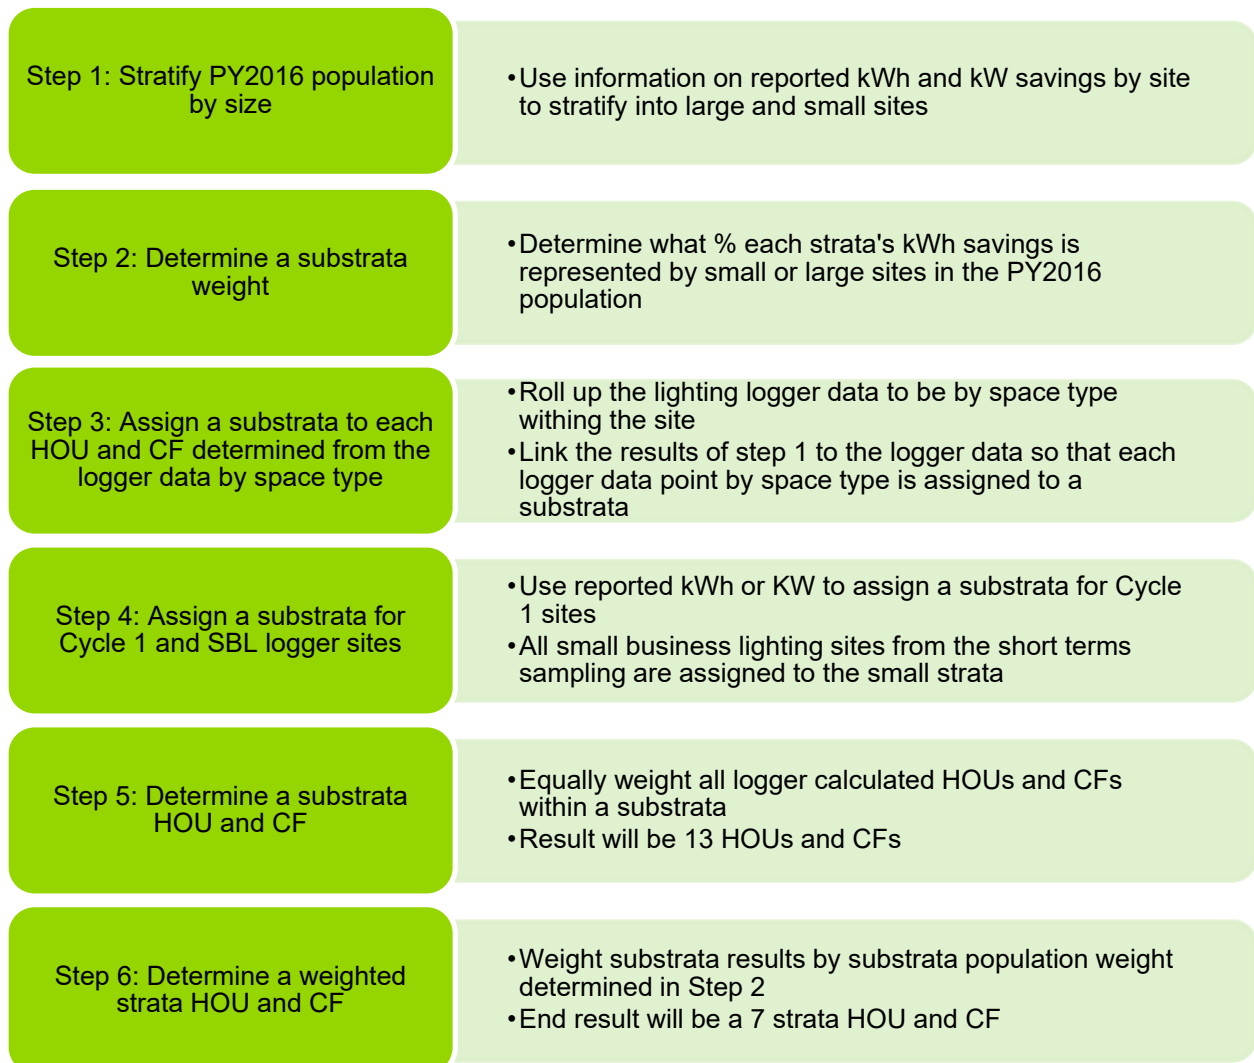 Step 1: Stratify PY2016 population
by size
•Use information on reported kWh and kW savings by site
to stratify into large and small sites
Step 2: Determine a substrata
weight
•Determine what % each strata's kWh savings is
represented by small or large sites in the PY2016
population
Step 3: Assign a substrata to each
HOU and CF determined from the
logger data by space type
•Roll up the lighting logger data to be by space type
withing the site
•Link the results of step 1 to the logger data so that each
logger data point by space type is assigned to a
substrata
Step 4: Assign a substrata for
Cycle 1 and SBL logger sites
•Use reported kWh or KW to assign a substrata for Cycle
1 sites
•All small business lighting sites from the short terms
sampling are assigned to the small strata
Step 5: Determine a substrata
HOU and CF
•Equally weight all logger calculated HOUs and CFs
within a substrata
•Result will be 13 HOUs and CFs
Step 6: Determine a weighted
strata HOU and CF
•Weight substrata results by substrata population weight
determined in Step 2
•End result will be a 7 strata HOU and CF